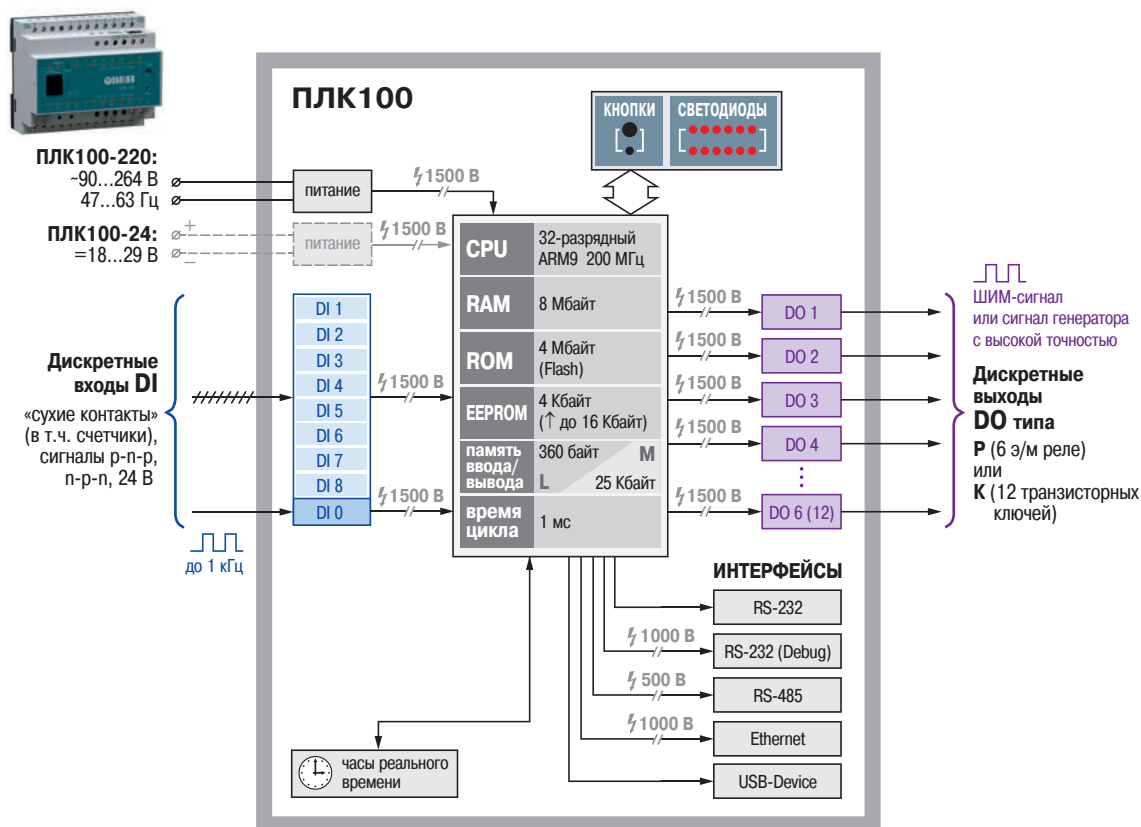 ОВЕН
ПЛК100
КНОПКИ
СВЕТОДИОДЫ
ПЛК100-220:
~90...264 В
47...63 Гц
питание
1500 В
ПЛК100-24:
=18...29 В
+
–
питание
1500 В
CPU
32-разрядный
ARM9 200 МГц
RAM
8 Мбайт
ROM
4 Мбайт
(Flash)
EEPROM
4 Кбайт
(↑ до 16 Кбайт)
память
ввода/
вывода
360 байт
M
L
25 Кбайт
время
цикла
1 мс
Дискретные
входы DI
«сухие контакты»
(в т.ч. счетчики),
сигналы p-n-p,
n-p-n, 24 В
до 1 кГц
DI 1
DI 2
DI 3
DI 4
DI 5
DI 6
DI 7
DI 8
DI 0
1500 В
1500 В
1500 В
DO 1
1500 В
DO 2
1500 В
DO 3
1500 В
DO 4
1500 В
DO 6 (12)
ШИМ-сигнал
или сигнал генератора
с высокой точностью
Дискретные
выходы
DO типа
Р (6 э/м реле)
или
К (12 транзисторных
ключей)
ИНТЕРФЕЙСЫ
RS-232
1000 В
RS-232 (Debug)
500 В
RS-485
1000 В
Ethernet
USB-Device
часы реального
времени